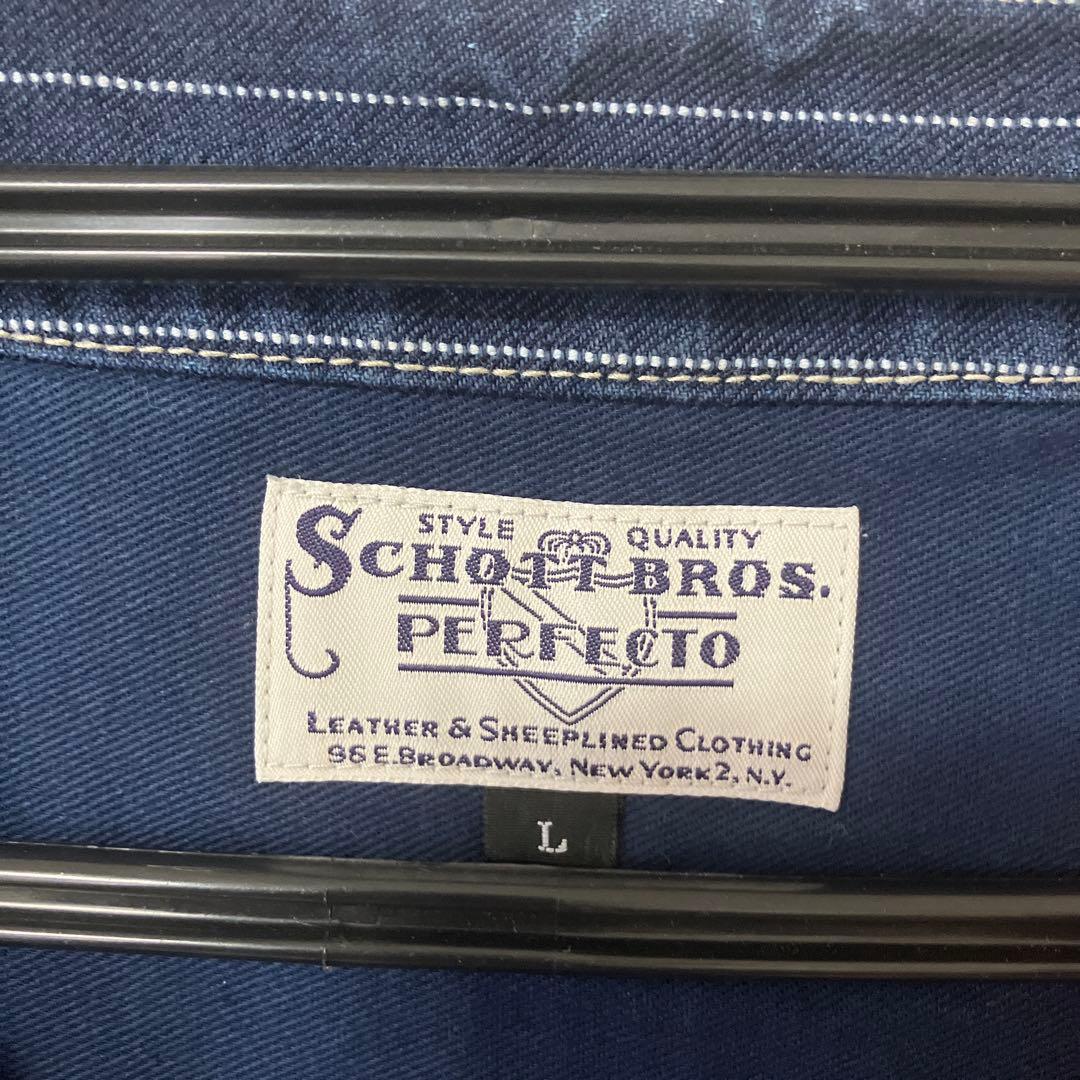 STYLE QUALITY
SCHOTT BROS.
PERFECTO
LEATHER & SHEEPLINED CLOTHING
96 E. BROADWAY, NEW YORK 2, N.Y.
L